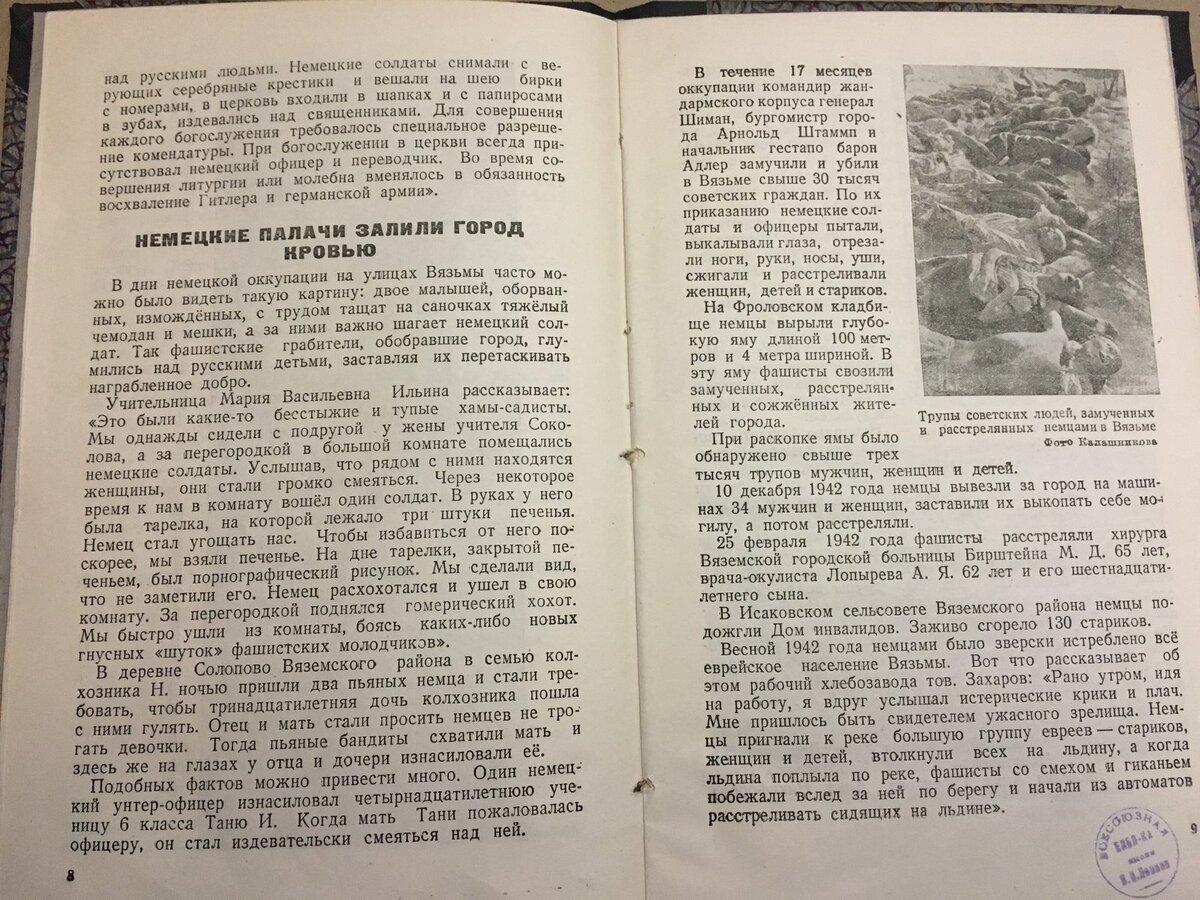 над русскими людьми. Немецкие солдаты снимали с ве-
рующих серебряные крестики и вешали на шею бирки
с номерами, в церковь входили в шапках и с папиросами
в зубах, издевались над священниками. Для совершения
каждого богослужения требовалось специальное разреше-
ние комендатуры. При богослужении в церкви всегда при-
сутствовал немецкий офицер и переводчик. Во время со-
вершения литургии или молебна вменялось в обязанность
восхваление Гитлера и германской армии».
НЕМЕЦКИЕ ПАЛАЧИ ЗАЛИЛИ ГОРОД
КРОВЬЮ
В дни немецкой оккупации на улицах Вязьмы часто мо-
жно было видеть такую картину: двое малышей, оборван-
ных, измождённых, с трудом тащат на саночках тяжёлый
чемодан и мешки, а за ними важно шагает немецкий сол-
дат. Так фашистские грабители, обобравшие город, глу-
мились над русскими детьми, заставляя их перетаскивать
награбленное добро.
Учительница Мария Васильевна Ильина рассказывает:
«Это были какие-то бесстыжие и тупые хамы-садисты.
Мы однажды сидели с подругой у жены учителя Соко-
лова, а за перегородкой в большой комнате помещались
немецкие солдаты. Услышав, что рядом с ними находятся
женщины, они стали громко смеяться. Через некоторое
время к нам в комнату вошёл один солдат. В руках у него
была тарелка, на которой лежало три штуки печенья.
Немец стал угощать нас. Чтобы избавиться от него по-
скорее, мы взяли печенье. На дне тарелки, закрытой пе-
ченьем, был порнографический рисунок. Мы сделали вид,
что не заметили его. Немец расхохотался и ушел в свою
комнату. За перегородкой поднялся гомерический хохот.
Мы быстро ушли из комнаты, боясь каких-либо новых
гнусных «шуток» фашистских молодчиков».
В деревне Солопово Вяземского района в семью кол-
хозника Н. ночью пришли два пьяных немца и стали тре-
бовать, чтобы тринадцатилетняя дочь колхозника пошла
с ними гулять. Отец и мать стали просить немцев не тро-
гать девочки. Тогда пьяные бандиты схватили мать и
здесь же на глазах у отца и дочери изнасиловали её.
Подобных фактов можно привести много. Один немец-
кий унтер-офицер изнасиловал четырнадцатилетнюю уче-
ницу 6 класса Таню И. Когда мать Тани пожаловалась
офицеру, он стал издевательски смеяться над ней.
8
В течение 17 месяцев
оккупации командир жан-
дармского корпуса генерал
Шиман, бургомистр горо-
да Арнольд Штаммп и
начальник гестапо барон
Адлер замучили и убили
в Вязьме свыше 30 тысяч
советских граждан. По их
приказанию немецкие сол-
даты и офицеры пытали,
выкалывали глаза, отреза-
ли ноги, руки, носы, уши,
сжигали и расстреливали
женщин, детей и стариков.
На Фроловском кладби-
ще немцы вырыли глубо-
кую яму длиной 100 мет-
ров и 4 метра шириной. В
эту яму фашисты свозили
замученных, расстрелян-
ных и сожжённых жите-
лей города.
При раскопке ямы было
обнаружено свыше трех
тысяч трупов мужчин, женщин и детей.
Трупы советских людей, замученных
и расстрелянных немцами в Вязьме
Фото Калашникова
10 декабря 1942 года немцы вывезли за город на маши-
нах 34 мужчин и женщин, заставили их выкопать себе мо-
гилу, а потом расстреляли.
25 февраля 1942 года фашисты расстреляли хирурга
Вяземской городской больницы Бирштейна М. Д. 65 лет,
врача-окулиста Лопырева А. Я. 62 лет и его шестнадцати-
летнего сына.
В Исаковском сельсовете Вяземского района немцы по-
дожгли Дом инвалидов. Заживо сгорело 130 стариков.
Весной 1942 года немцами было зверски истреблено всё
еврейское население Вязьмы. Вот что рассказывает об
этом рабочий хлебозавода тов. Захаров: «Рано утром, идя
на работу, я вдруг услышал истерические крики и плач.
Мне пришлось быть свидетелем ужасного зрелища. Нем-
цы пригнали к реке большую группу евреев — стариков,
женщин и детей, втолкнули всех на льдину, а когда
льдина поплыла по реке, фашисты со смехом и гиканьем
побежали вслед за ней по берегу и начали из автоматов
расстреливать сидящих на льдине».
9
ВСЕСОЮЗНАЯ
БИБЛ-КА
имени
В.И.Ленина